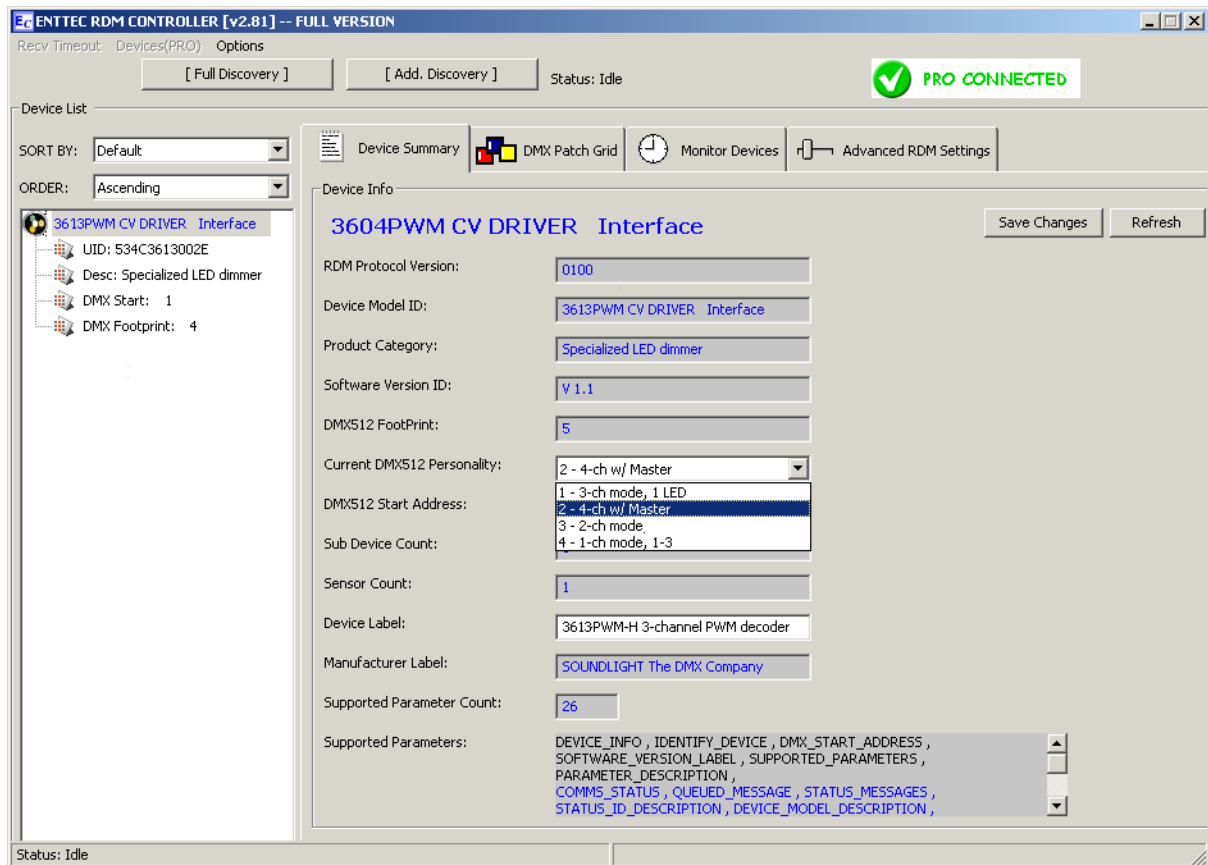 EC ENTTEC RDM CONTROLLER [v2.81] -- FULL VERSION
Recv Timeout Devices(PRO) Options
[ Full Discovery ] [ Add. Discovery ] Status: Idle PRO CONNECTED
Device List
SORT BY: Default
ORDER: Ascending
3613PWM CV DRIVER Interface
UID: 534C3613002E
Desc: Specialized LED dimmer
DMX Start: 1
DMX Footprint: 4
Device Summary DMX Patch Grid Monitor Devices Advanced RDM Settings
Device Info
3604PWM CV DRIVER Interface Save Changes Refresh
RDM Protocol Version: 0100
Device Model ID: 3613PWM CV DRIVER Interface
Product Category: Specialized LED dimmer
Software Version ID: V 1.1
DMX512 FootPrint: 5
Current DMX512 Personality: 2 - 4-ch w/ Master
1 - 3-ch mode, 1 LED
2 - 4-ch w/ Master
3 - 2-ch mode
4 - 1-ch mode, 1-3
DMX512 Start Address:
Sub Device Count:
Sensor Count: 1
Device Label: 3613PWM-H 3-channel PWM decoder
Manufacturer Label: SOUNDLIGHT The DMX Company
Supported Parameter Count: 26
Supported Parameters: DEVICE_INFO , IDENTIFY_DEVICE , DMX_START_ADDRESS ,
SOFTWARE_VERSION_LABEL , SUPPORTED_PARAMETERS ,
PARAMETER_DESCRIPTION ,
COMMS_STATUS , QUEUED_MESSAGE , STATUS_MESSAGES ,
STATUS_ID_DESCRIPTION , DEVICE_MODEL_DESCRIPTION ,
Status: Idle